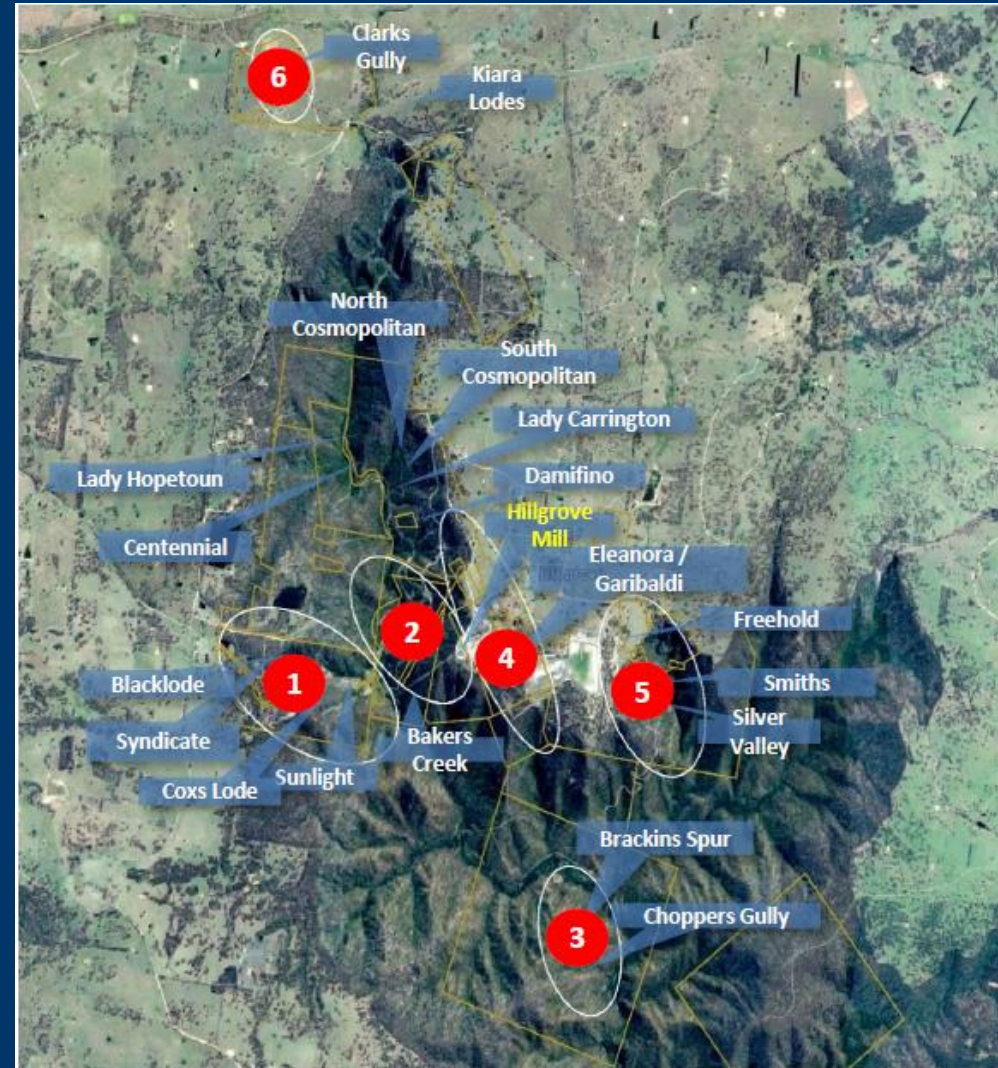 Clarks
Gully
6
Kiara
Lodes
North
Cosmopolitan
South
Cosmopolitan
Lady Carrington
Lady Hopetoun
Damifino
Hillgrove
Mill
Centennial
Eleanora /
Garibaldi
Freehold
2
4
1
5
Blacklode
Smiths
Syndicate
Silver
Valley
Bakers
Creek
Coxs Lode
Sunlight
Brackins Spur
Choppers Gully
3